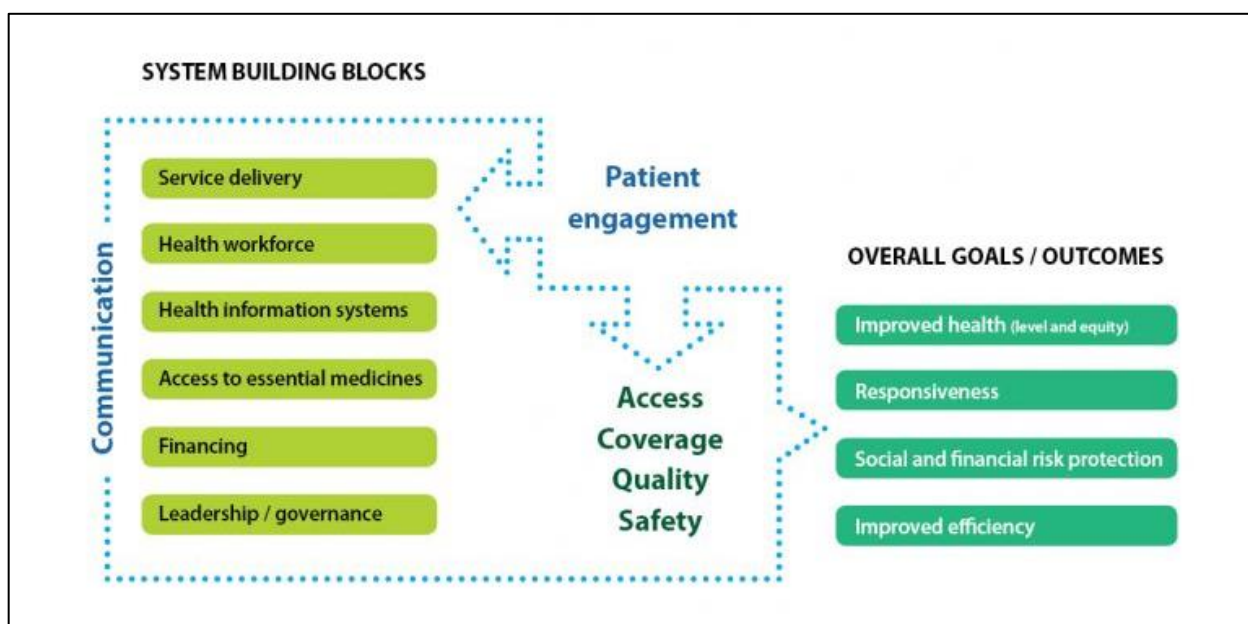 SYSTEM BUILDING BLOCKS
Communication
Service delivery
Health workforce
Health information systems
Access to essential medicines
Financing
Leadership / governance
Patient
engagement
Access
Coverage
Quality
Safety
OVERALL GOALS / OUTCOMES
Improved health (level and equity)
Responsiveness
Social and financial risk protection
Improved efficiency